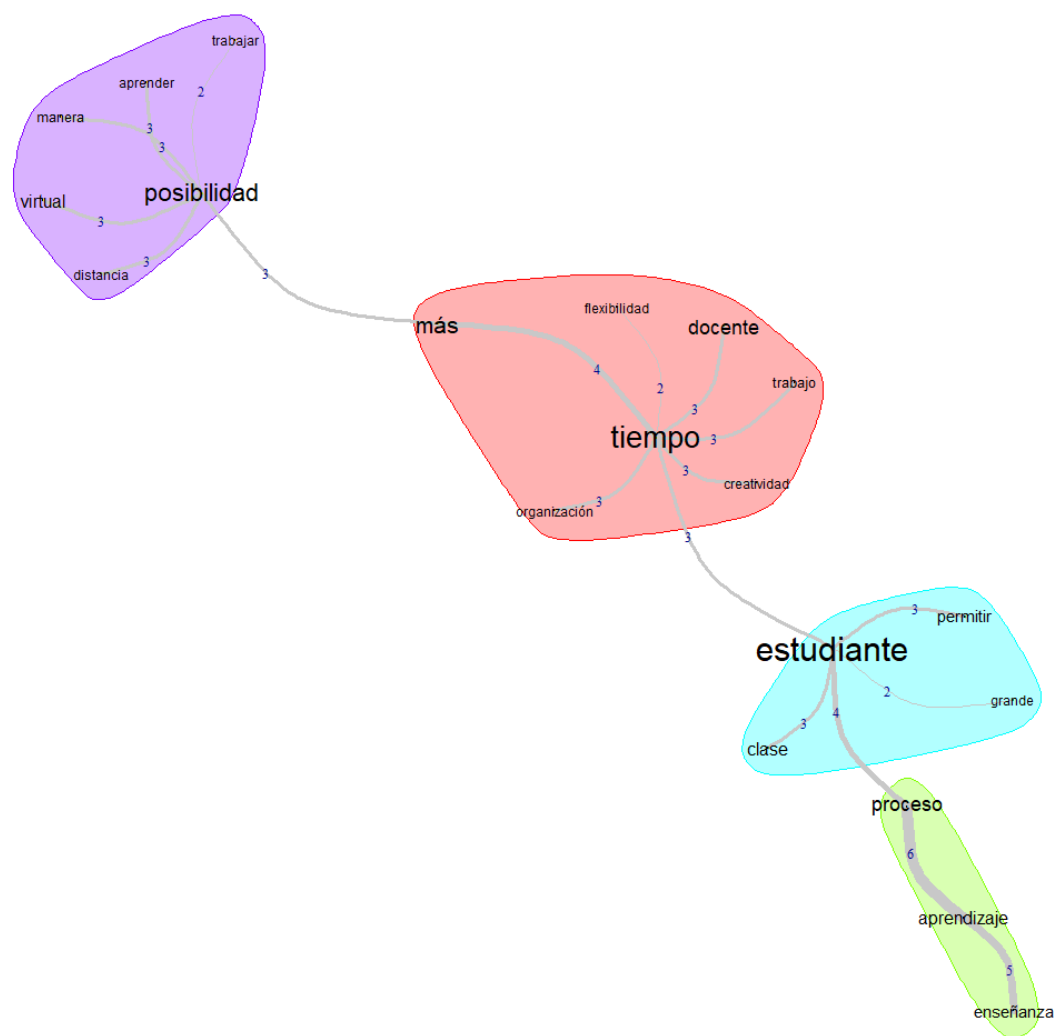 trabajar
2
aprender
manera
3
3
posibilidad
virtual
3
distancia
3
3
más
flexibilidad
docente
4
2
trabajo
3
tiempo
3
3
creatividad
organización
3
3
estudiante
3
permitir
2
grande
clase
3
4
proceso
6
aprendizaje
5
enseñanza